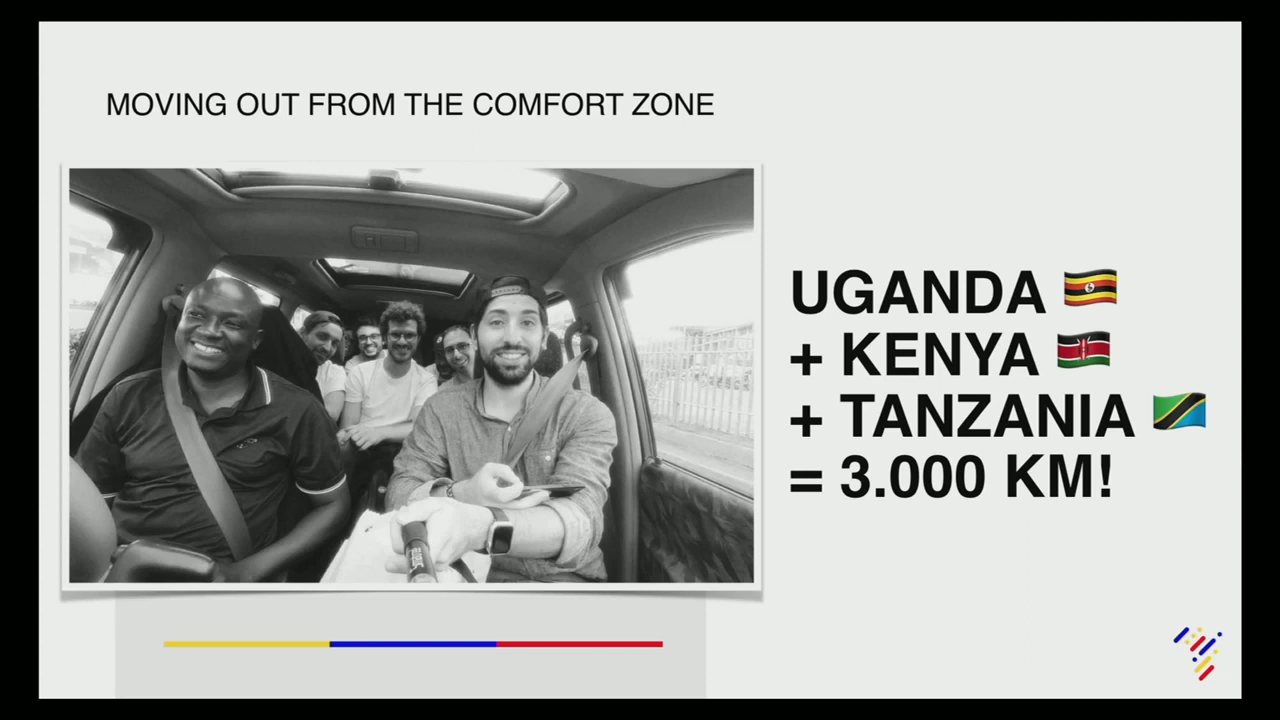 MOVING OUT FROM THE COMFORT ZONE
UGANDA 🇺🇬
+ KENYA 🇰🇪
+ TANZANIA 🇹🇿
= 3.000 KM!